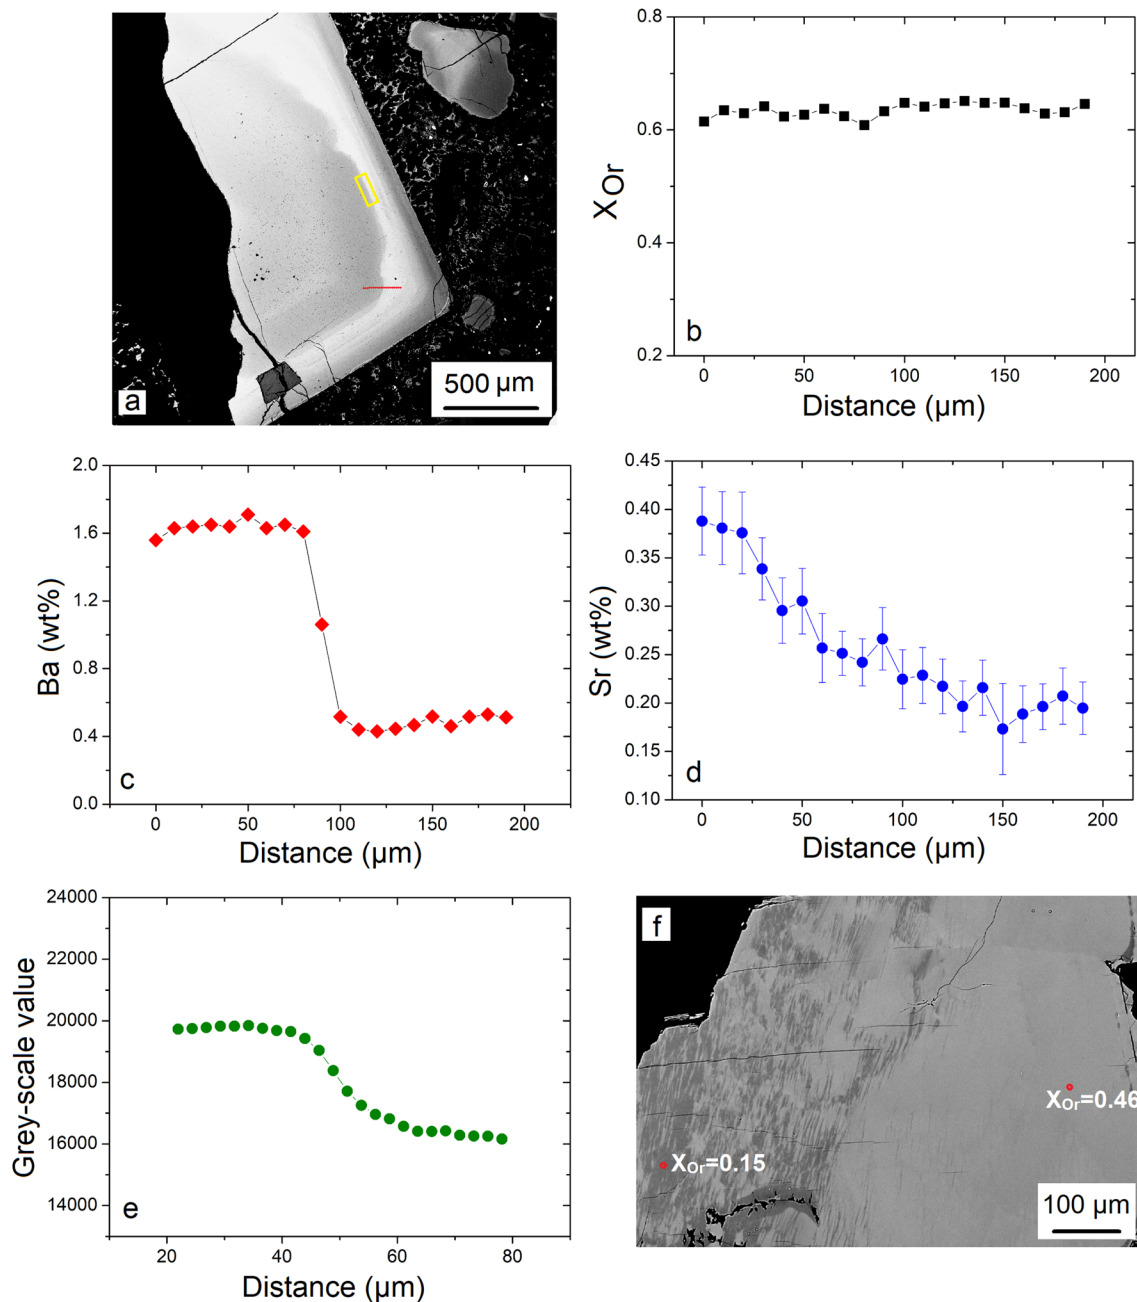 a
500 µm
0.8
0.6
0.4
0.2
X_Or
b
0 50 100 150 200
Distance (µm)
2.0
1.6
1.2
0.8
0.4
0.0
Ba (wt%)
c
0 50 100 150 200
Distance (µm)
0.45
0.40
0.35
0.30
0.25
0.20
0.15
0.10
Sr (wt%)
d
0 50 100 150 200
Distance (µm)
24000
22000
20000
18000
16000
14000
Grey-scale value
e
20 40 60 80
Distance (µm)
f
X_Or=0.46
X_Or=0.15
100 µm